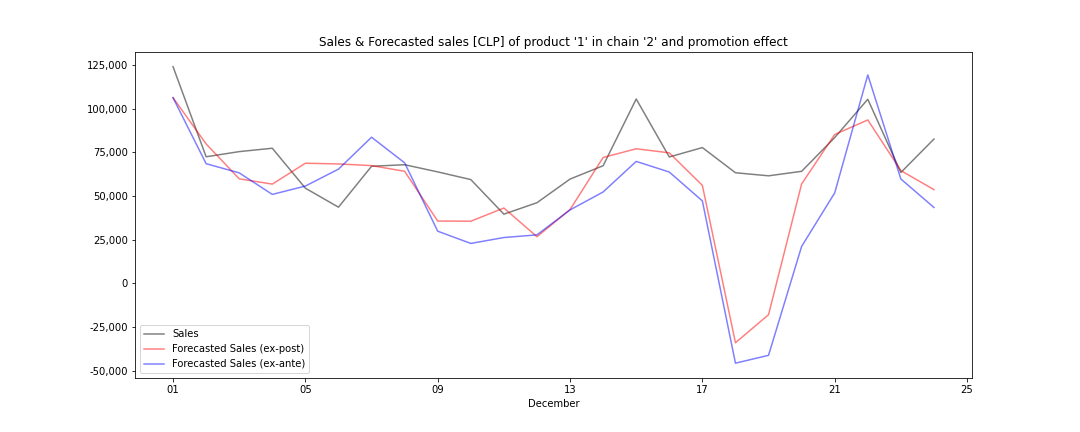 Sales & Forecasted sales [CLP] of product '1' in chain '2' and promotion effect
125,000
100,000
75,000
50,000
25,000
0
-25,000
-50,000
Sales
Forecasted Sales (ex-post)
Forecasted Sales (ex-ante)
01 05 09 13 17 21 25
December